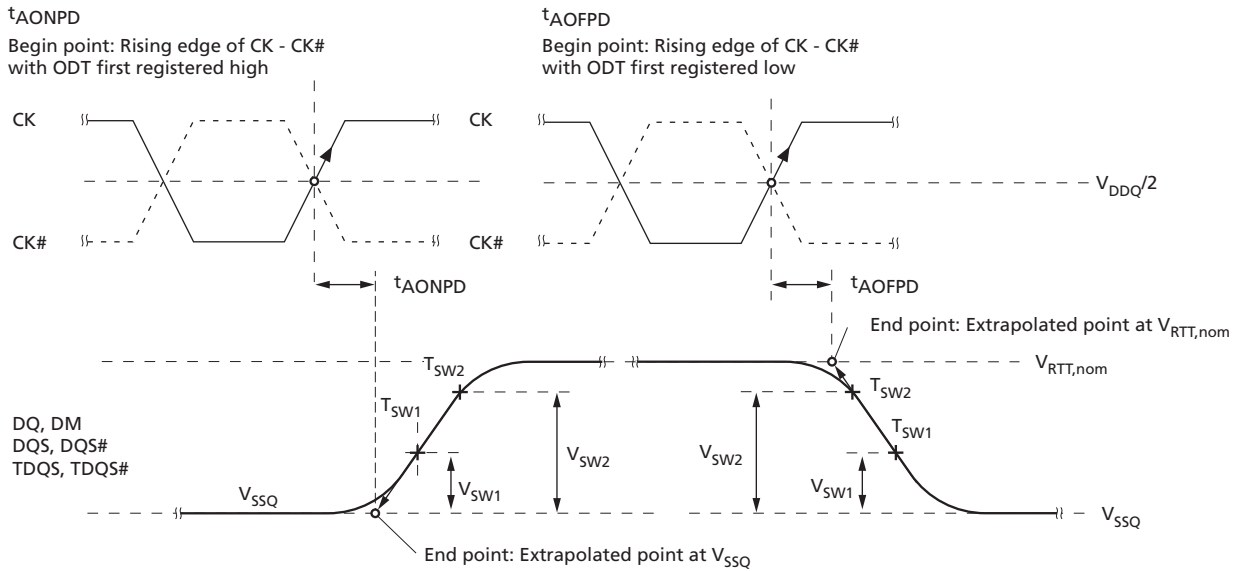 tAONPD
Begin point: Rising edge of CK - CK#
with ODT first registered high
tAOFPD
Begin point: Rising edge of CK - CK#
with ODT first registered low
CK
CK
VDDQ/2
CK#
CK#
tAONPD
tAOFPD
End point: Extrapolated point at VRTT,nom
VRTT,nom
TSW2
TSW2
TSW1
TSW1
DQ, DM
DQS, DQS#
TDQS, TDQS#
VSW2
VSW2
VSW1
VSW1
VSSQ
VSSQ
End point: Extrapolated point at VSSQ